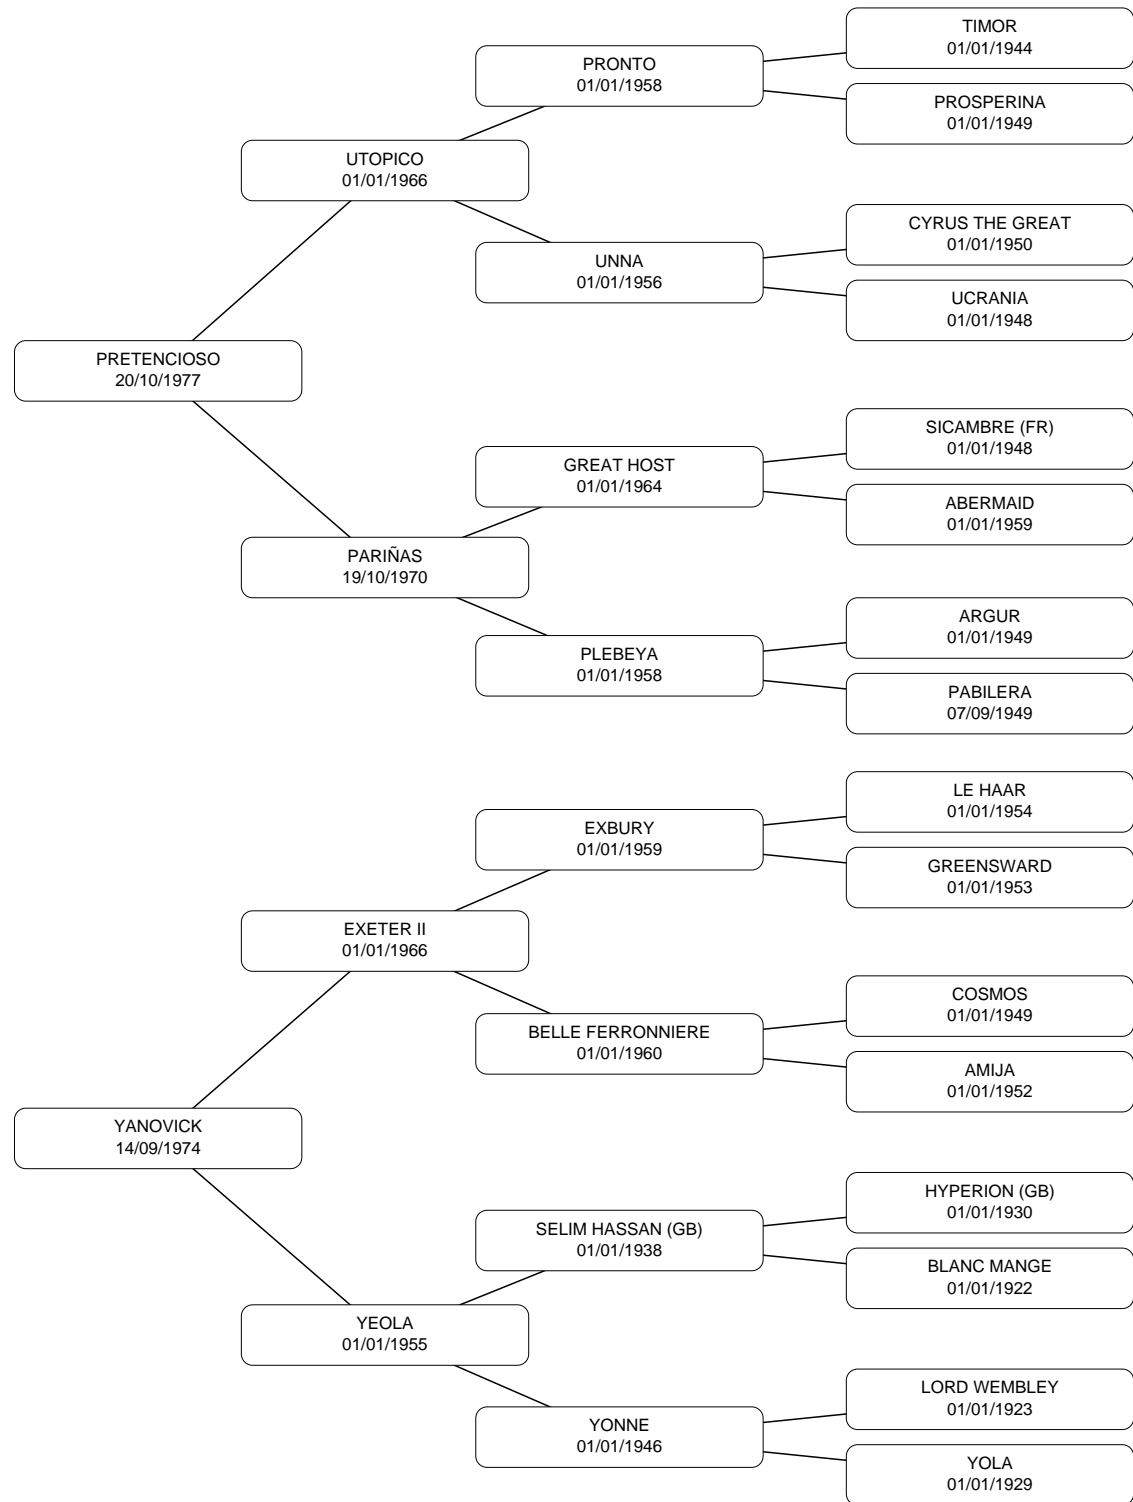 TIMOR
01/01/1944
PRONTO
01/01/1958
PROSPERINA
01/01/1949
UTOPICO
01/01/1966
CYRUS THE GREAT
01/01/1950
UNNA
01/01/1956
UCRANIA
01/01/1948
PRETENCIOSO
20/10/1977
SICAMBRE (FR)
01/01/1948
GREAT HOST
01/01/1964
ABERMAID
01/01/1959
PARIÑAS
19/10/1970
ARGUR
01/01/1949
PLEBEYA
01/01/1958
PABILERA
07/09/1949
LE HAAR
01/01/1954
EXBURY
01/01/1959
GREENSWARD
01/01/1953
EXETER II
01/01/1966
COSMOS
01/01/1949
BELLE FERRONNIERE
01/01/1960
AMIJA
01/01/1952
YANOVICK
14/09/1974
HYPERION (GB)
01/01/1930
SELIM HASSAN (GB)
01/01/1938
BLANC MANGE
01/01/1922
YEOLA
01/01/1955
LORD WEMBLEY
01/01/1923
YONNE
01/01/1946
YOLA
01/01/1929